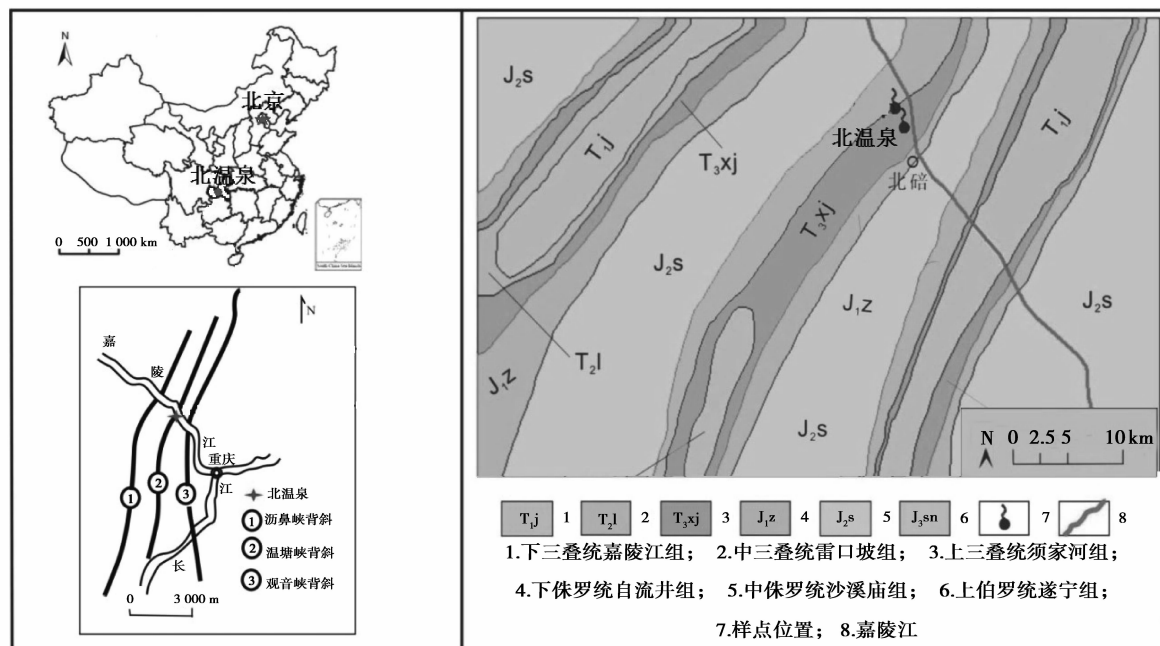 N
北京
北温泉
0 500 1 000 km
N
嘉
陵
江
重庆
江
长
1
2
3
北温泉
1 沥鼻峡背斜
2 温塘峡背斜
3 观音峡背斜
0 3 000 m
J₂s
T₁j
T₃xj
北温泉
北碚
T₁j
T₃xj
J₂s
J₁z
J₂s
T₂l
J₁z
J₂s
N 0 2.5 5 10 km
T₁j 1 T₂l 2 T₃xj 3 J₁z 4 J₂s 5 J₃sn 6 7 8
1.下三叠统嘉陵江组； 2.中三叠统雷口坡组； 3.上三叠统须家河组；
4.下侏罗统自流井组； 5.中侏罗统沙溪庙组； 6.上伯罗统遂宁组；
7.样点位置； 8.嘉陵江